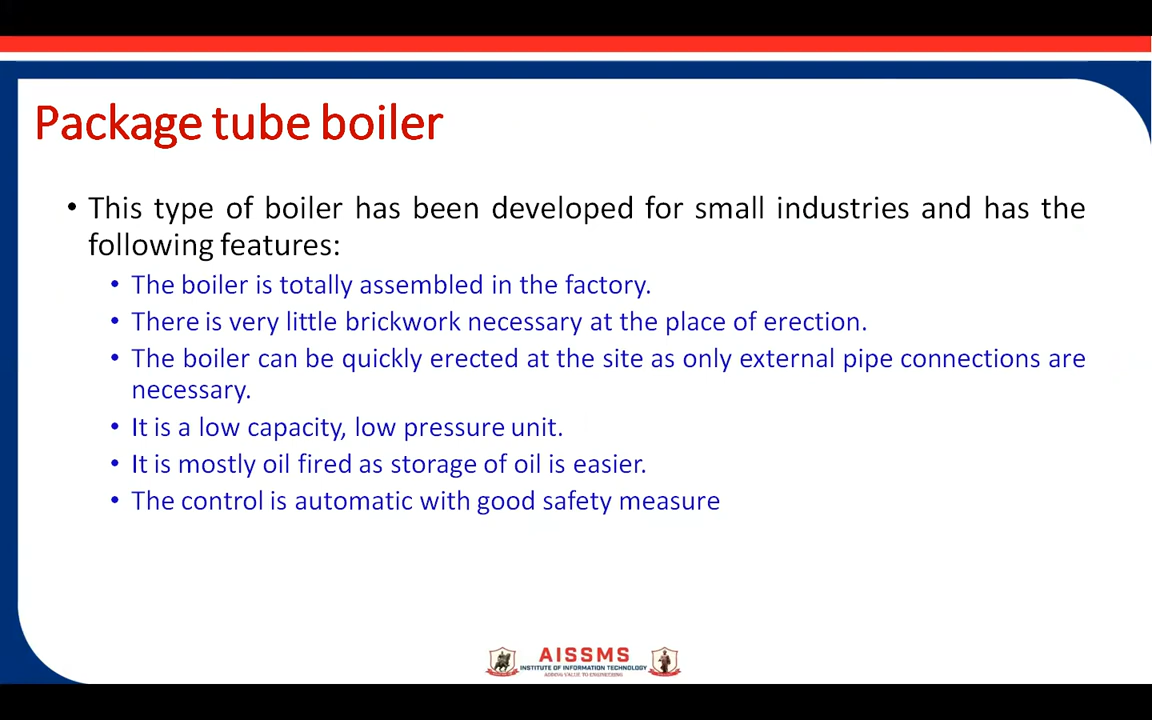 Package tube boiler
• This type of boiler has been developed for small industries and has the
following features:
• The boiler is totally assembled in the factory.
• There is very little brickwork necessary at the place of erection.
• The boiler can be quickly erected at the site as only external pipe connections are
necessary.
• It is a low capacity, low pressure unit.
• It is mostly oil fired as storage of oil is easier.
• The control is automatic with good safety measure
AISSMS
INSTITUTE OF INFORMATION TECHNOLOGY
ADDING VALUE TO ENGINEERING